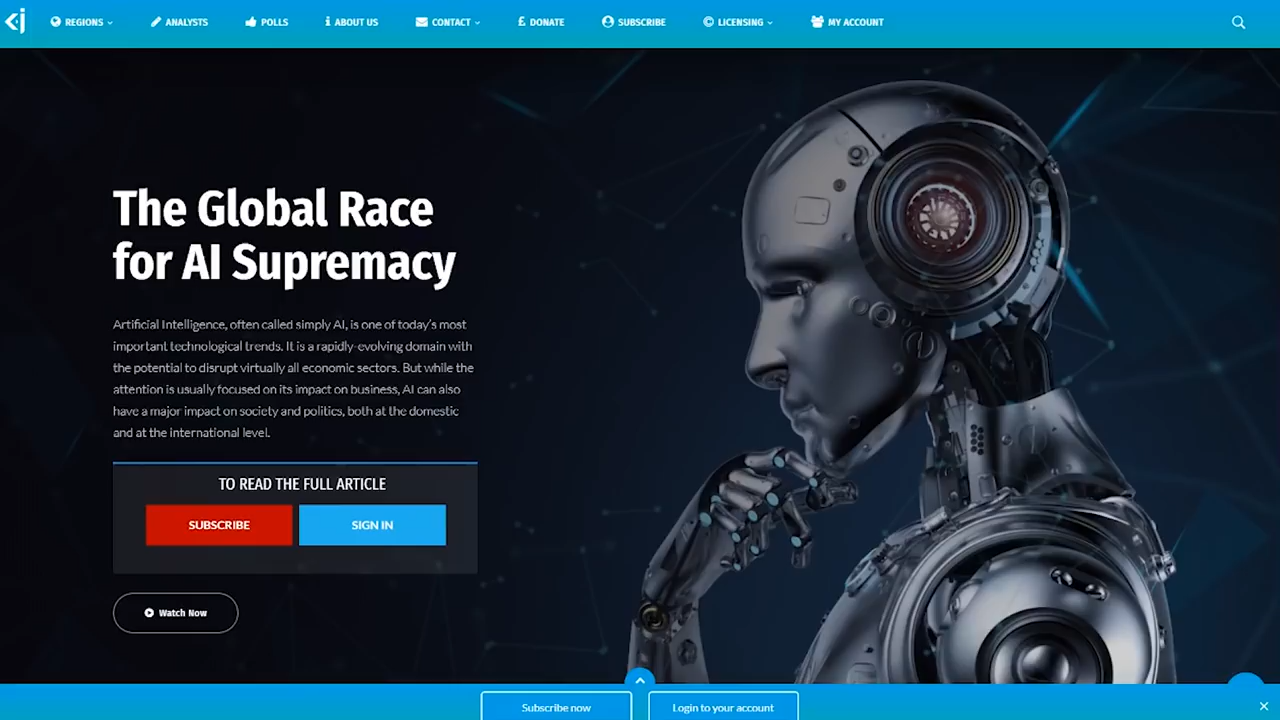 REGIONS ANALYSTS POLLS ABOUT US CONTACT DONATE SUBSCRIBE LICENSING MY ACCOUNT
The Global Race
for AI Supremacy
Artificial Intelligence, often called simply AI, is one of today's most
important technological trends. It is a rapidly-evolving domain with
the potential to disrupt virtually all economic sectors. But while the
attention is usually focused on its impact on business, AI can also
have a major impact on society and politics, both at the domestic
and at the international level.
TO READ THE FULL ARTICLE
SUBSCRIBE SIGN IN
Watch Now
Subscribe now Login to your account